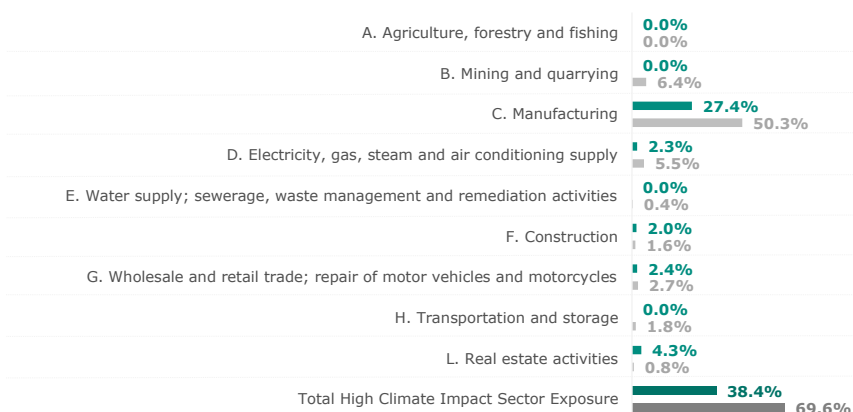 A. Agriculture, forestry and fishing
0.0%
0.0%
B. Mining and quarrying
0.0%
6.4%
C. Manufacturing
27.4%
50.3%
D. Electricity, gas, steam and air conditioning supply
2.3%
5.5%
E. Water supply; sewerage, waste management and remediation activities
0.0%
0.4%
F. Construction
2.0%
1.6%
G. Wholesale and retail trade; repair of motor vehicles and motorcycles
2.4%
2.7%
H. Transportation and storage
0.0%
1.8%
L. Real estate activities
4.3%
0.8%
Total High Climate Impact Sector Exposure
38.4%
69.6%